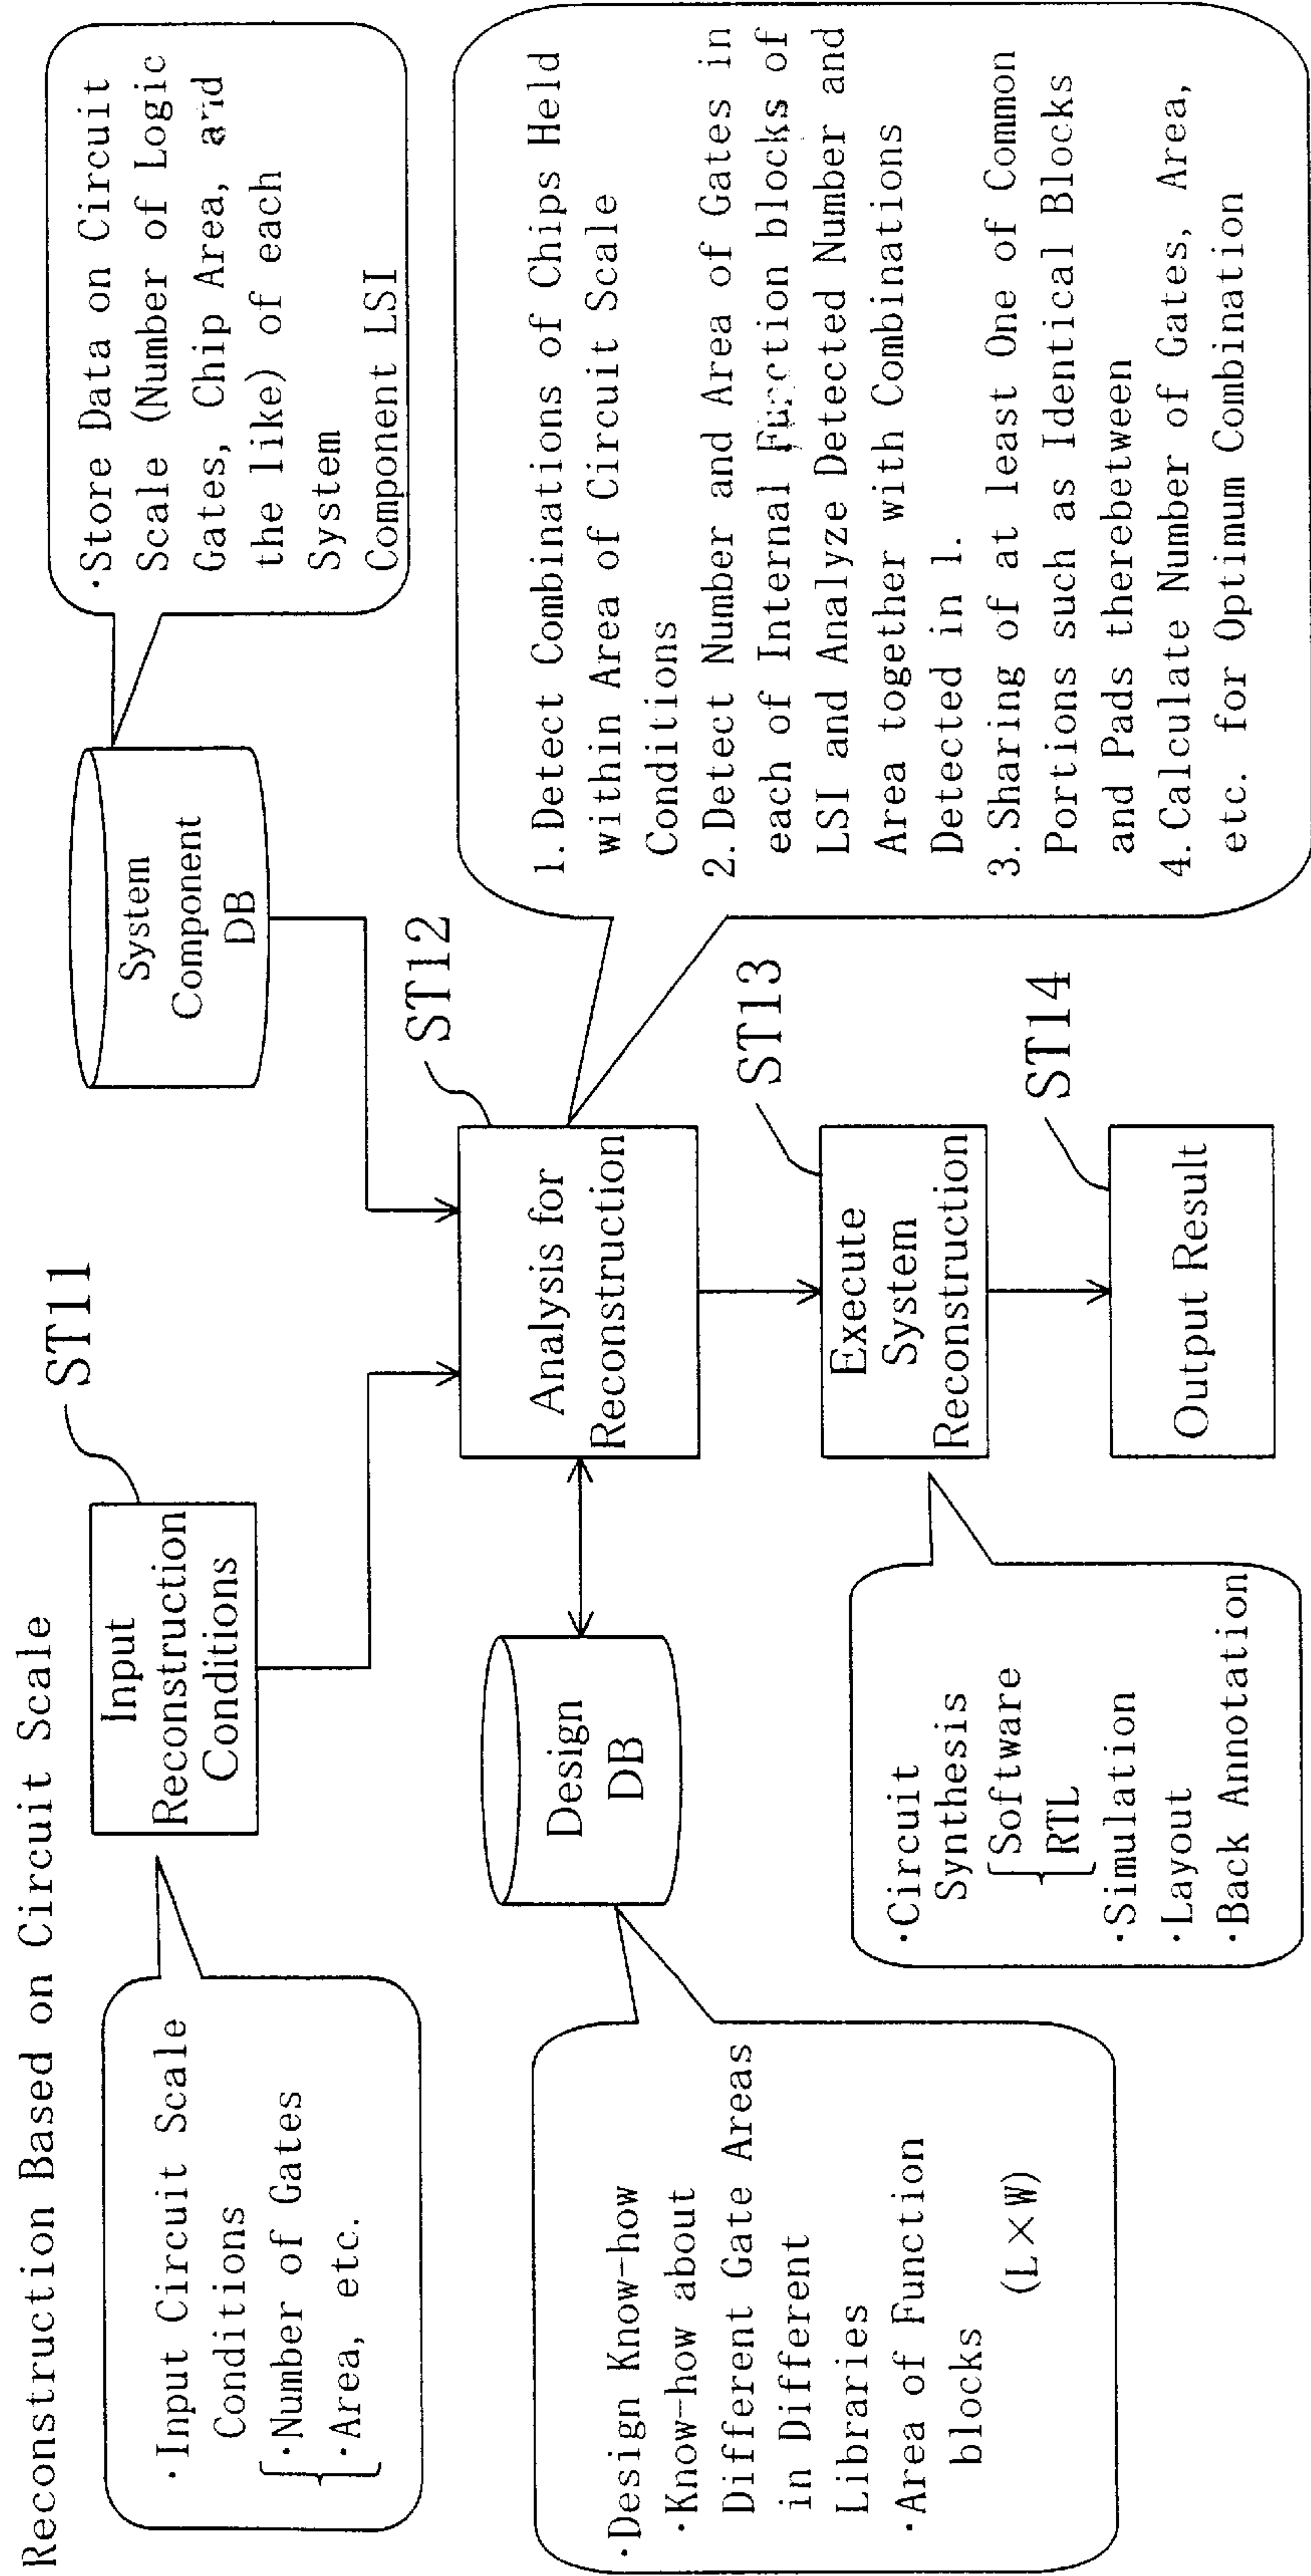 Reconstruction Based on Circuit Scale
·Input Circuit Scale
Conditions
·Number of Gates
·Area, etc.
ST11
Input
Reconstruction
Conditions
System
Component
DB
·Store Data on Circuit
Scale (Number of Logic
Gates, Chip Area, and
the like) of each
System
Component LSI
·Design Know-how
·Know-how about
Different Gate Areas
in Different
Libraries
·Area of Function
blocks
(L×W)
Design
DB
ST12
Analysis for
Reconstruction
1. Detect Combinations of Chips Held
within Area of Circuit Scale
Conditions
2. Detect Number and Area of Gates in
each of Internal Function blocks of
LSI and Analyze Detected Number and
Area together with Combinations
Detected in 1.
3. Sharing of at least One of Common
Portions such as Identical Blocks
and Pads therebetween
4. Calculate Number of Gates, Area,
etc. for Optimum Combination
·Circuit
Synthesis
Software
RTL
·Simulation
·Layout
·Back Annotation
ST13
Execute
System
Reconstruction
ST14
Output Result